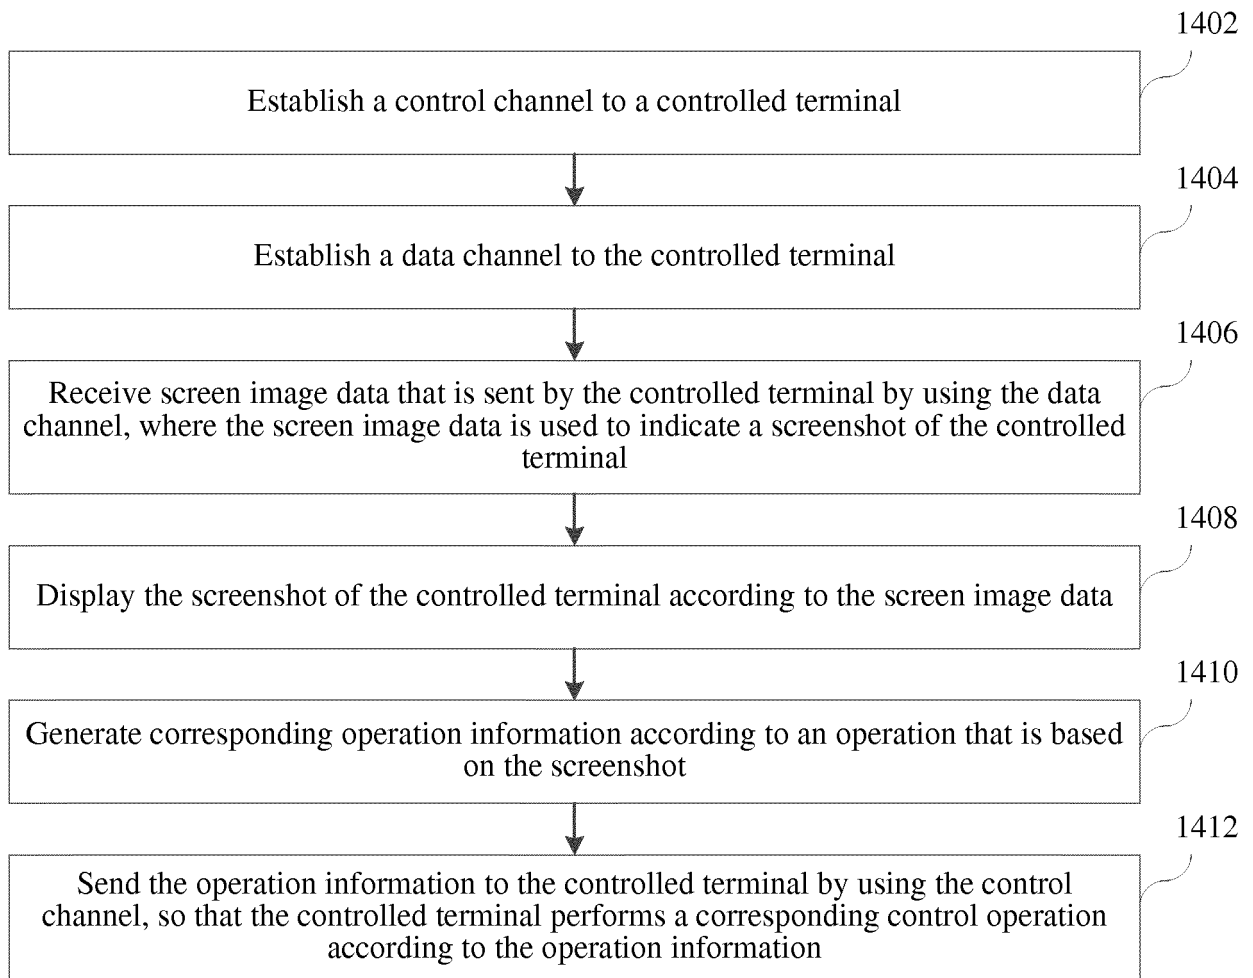 1402
Establish a control channel to a controlled terminal
1404
Establish a data channel to the controlled terminal
1406
Receive screen image data that is sent by the controlled terminal by using the data
channel, where the screen image data is used to indicate a screenshot of the controlled
terminal
1408
Display the screenshot of the controlled terminal according to the screen image data
1410
Generate corresponding operation information according to an operation that is based
on the screenshot
1412
Send the operation information to the controlled terminal by using the control
channel, so that the controlled terminal performs a corresponding control operation
according to the operation information